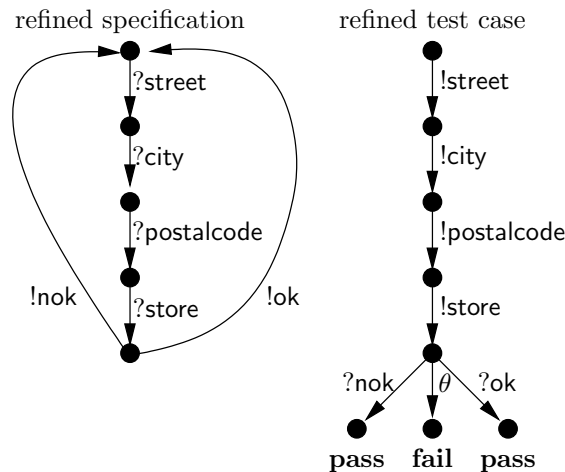 refined specification
?street
?city
?postalcode
?store
!nok
!ok
refined test case
!street
!city
!postalcode
!store
?nok
θ
?ok
pass
fail
pass